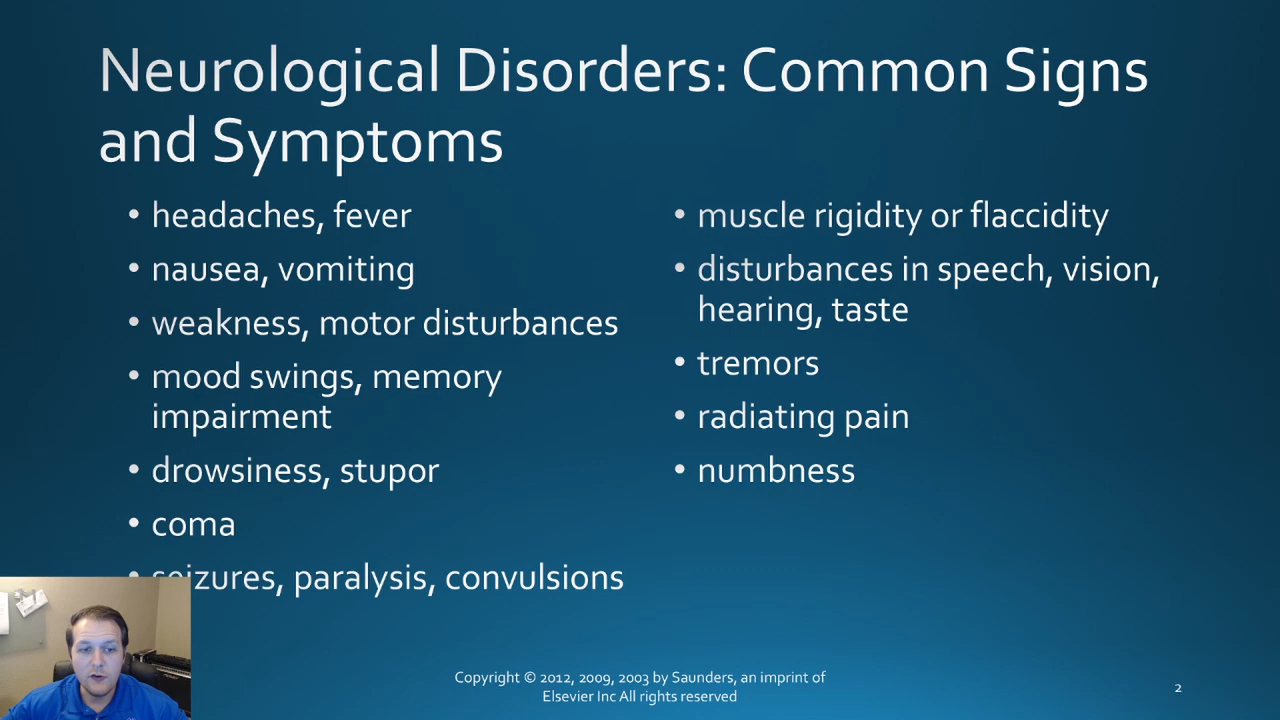 Neurological Disorders: Common Signs
and Symptoms
• headaches, fever
• nausea, vomiting
• weakness, motor disturbances
• mood swings, memory
impairment
• drowsiness, stupor
• coma
• seizures, paralysis, convulsions
• muscle rigidity or flaccidity
• disturbances in speech, vision,
hearing, taste
• tremors
• radiating pain
• numbness
Copyright © 2012, 2009, 2003 by Saunders, an imprint of
Elsevier Inc All rights reserved
2